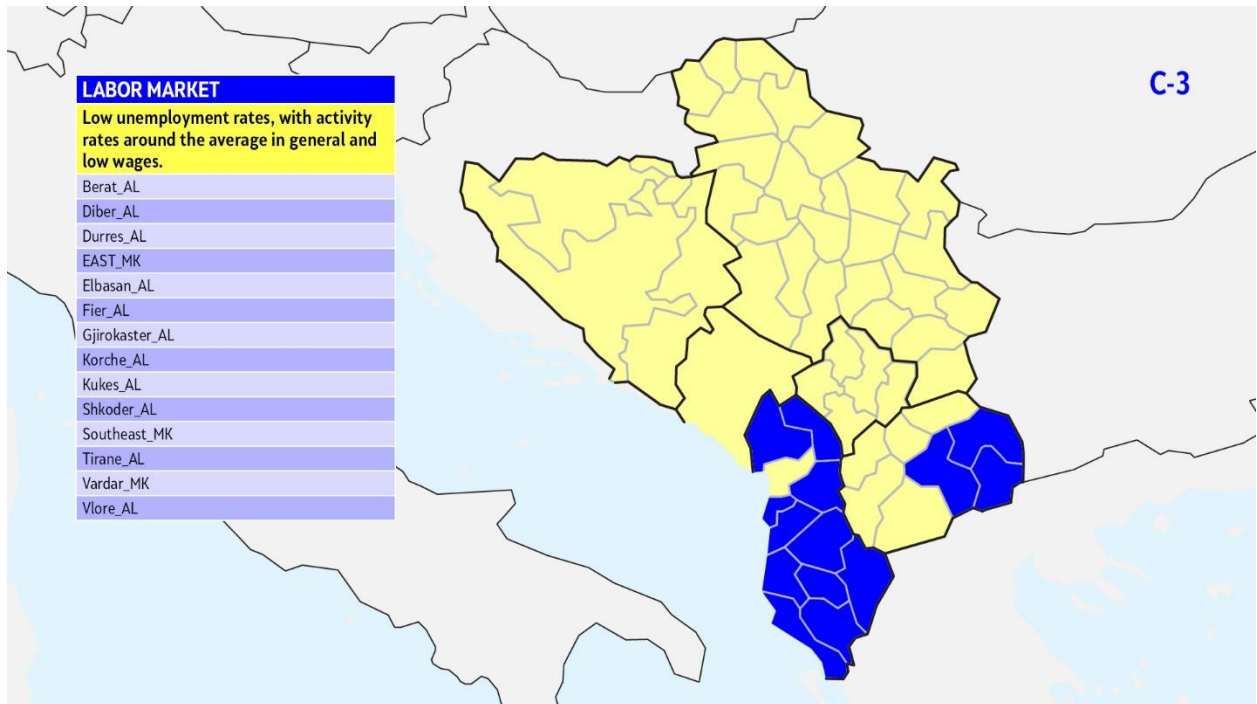 LABOR MARKET
C-3
Low unemployment rates, with activity
rates around the average in general and
low wages.
Berat_AL
Diber_AL
Durres_AL
EAST_MK
Elbasan_AL
Fier_AL
Gjirokaster_AL
Korche_AL
Kukes_AL
Shkoder_AL
Southeast_MK
Tirane_AL
Vardar_MK
Vlore_AL